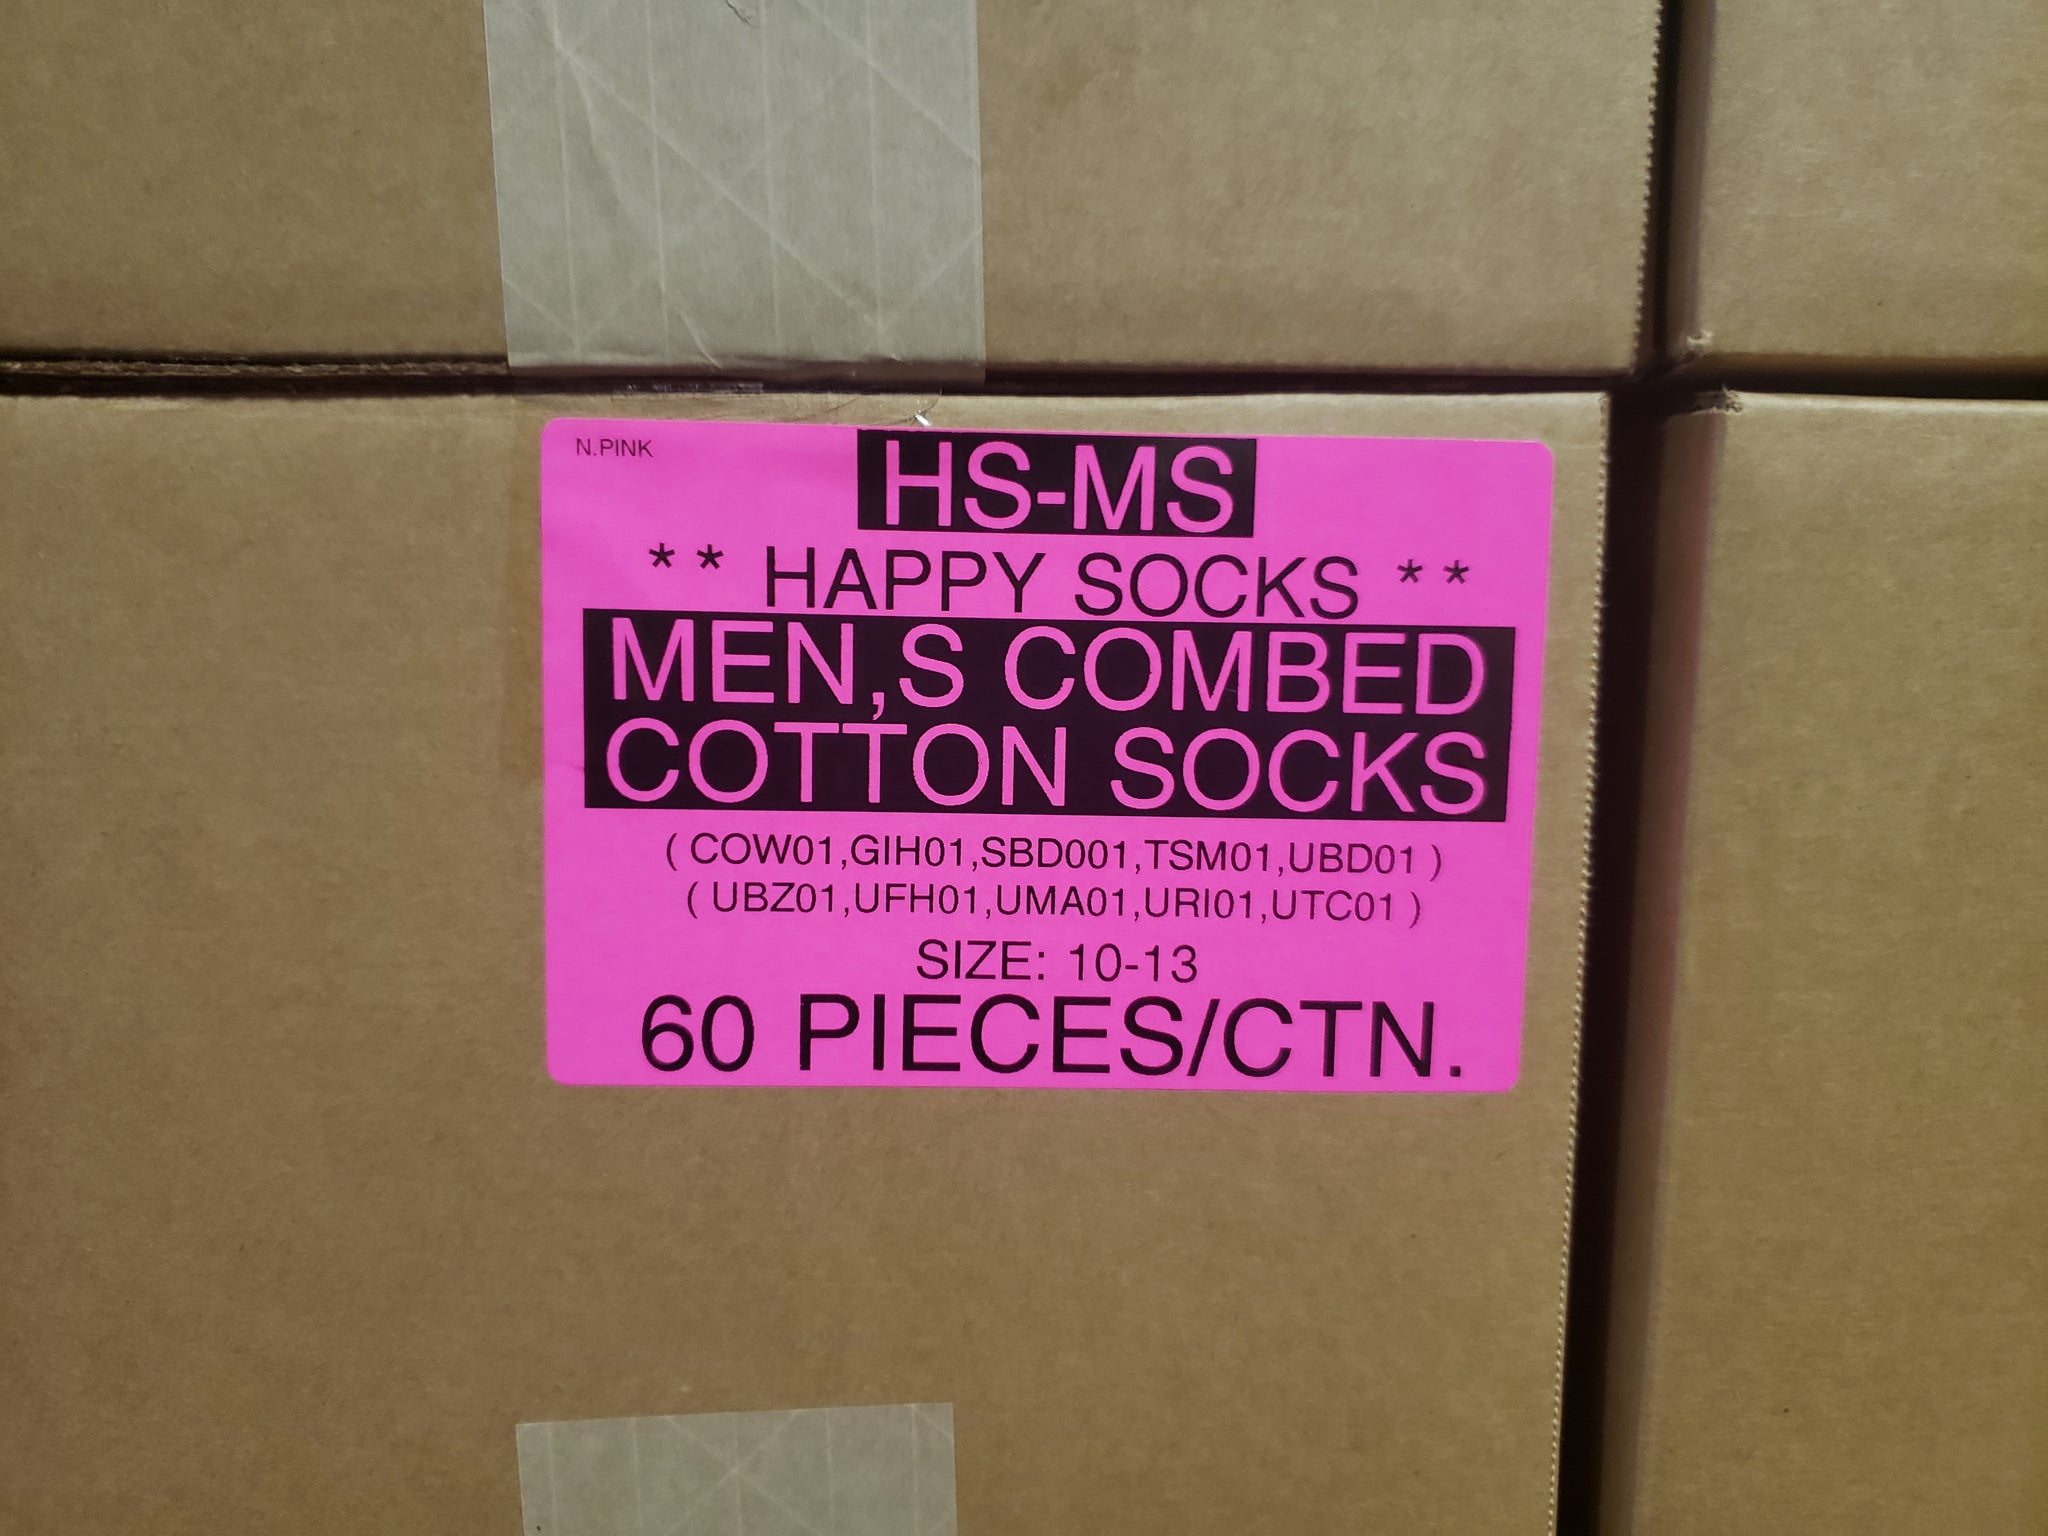 N.PINK
HS-MS
** HAPPY SOCKS **
MEN,S COMBED
COTTON SOCKS
( COW01,GIH01,SBD001,TSM01,UBD01 )
( UBZ01,UFH01,UMA01,URI01,UTC01 )
SIZE: 10-13
60 PIECES/CTN.